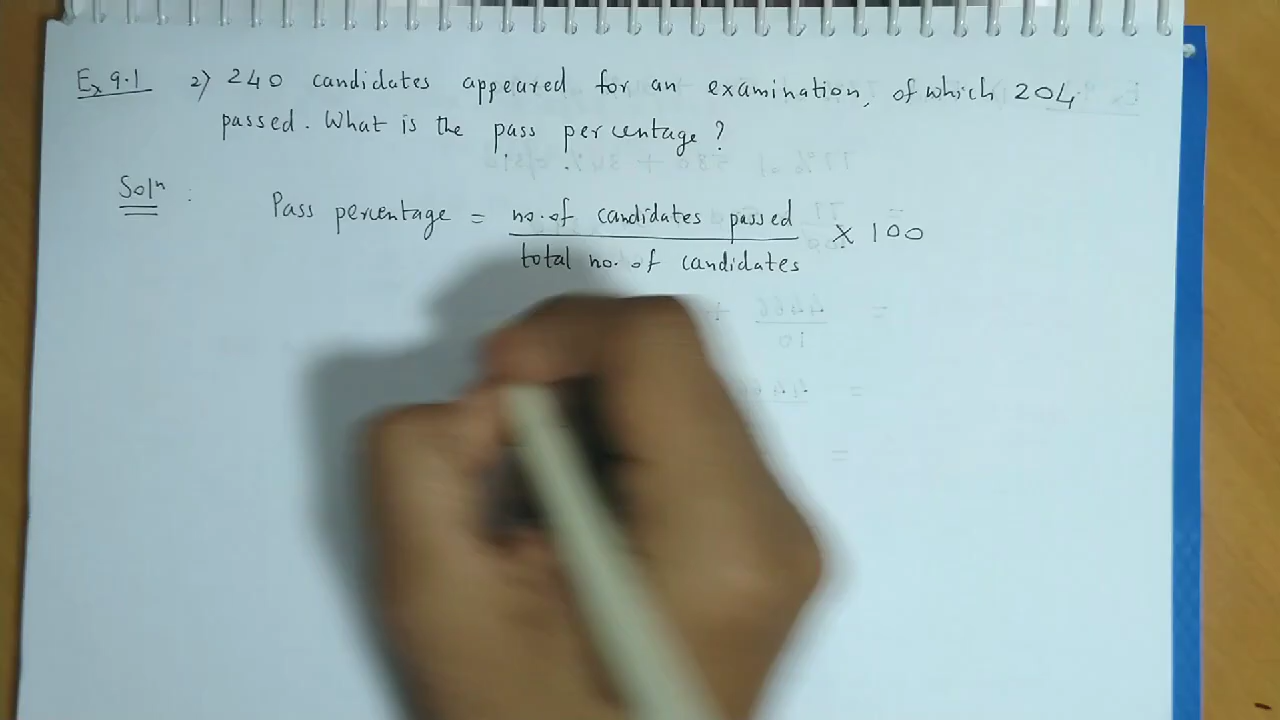 Ex 9.1 2) 240 candidates appeared for an examination, of which 204
passed. What is the pass percentage?
Solⁿ :
Pass percentage = no. of candidates passed × 100
total no. of candidates